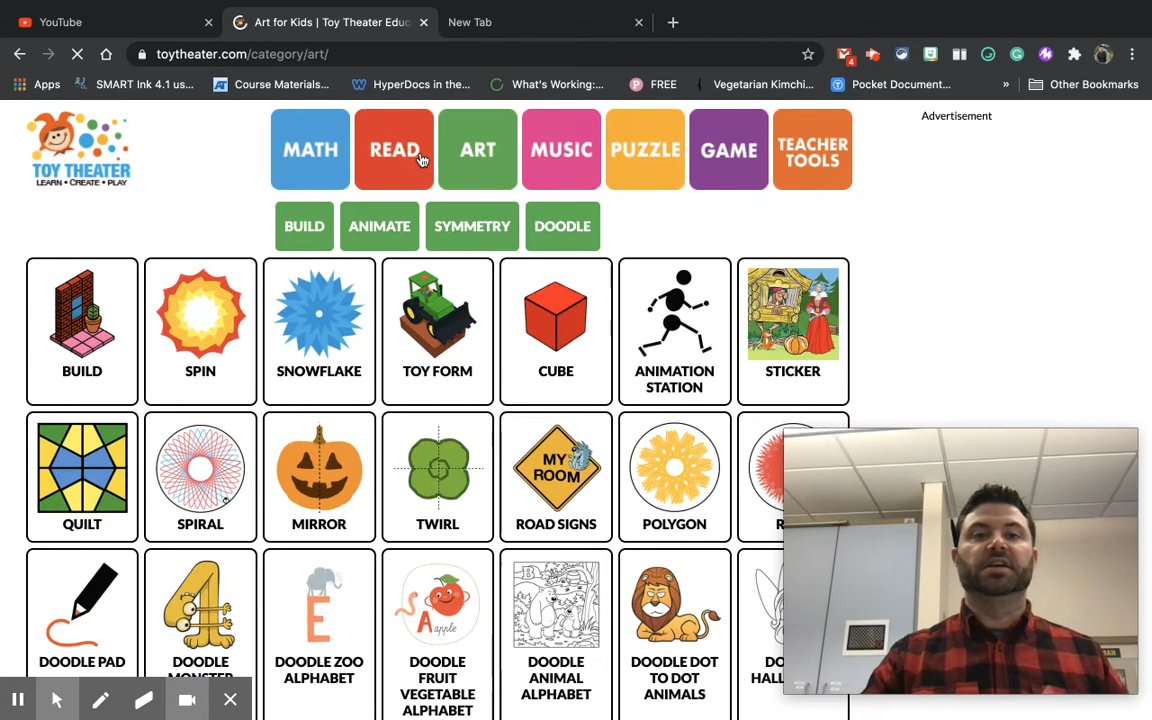 YouTube
Art for Kids | Toy Theater Educ
New Tab
toytheater.com/category/art/
4
Apps
SMART Ink 4.1 us...
Course Materials...
HyperDocs in the...
What's Working:...
FREE
Vegetarian Kimchi...
Pocket Document...
»
Other Bookmarks
TOY THEATER
LEARN • CREATE • PLAY
MATH
READ
ART
MUSIC
PUZZLE
GAME
TEACHER
TOOLS
Advertisement
BUILD
ANIMATE
SYMMETRY
DOODLE
BUILD
SPIN
SNOWFLAKE
TOY FORM
CUBE
ANIMATION
STATION
STICKER
MY
ROOM
QUILT
SPIRAL
MIRROR
TWIRL
ROAD SIGNS
POLYGON
E
A apple
B
DOODLE PAD
DOODLE
DOODLE ZOO
ALPHABET
DOODLE
FRUIT
VEGETABLE
ALPHABET
DOODLE
ANIMAL
ALPHABET
DOODLE DOT
TO DOT
ANIMALS